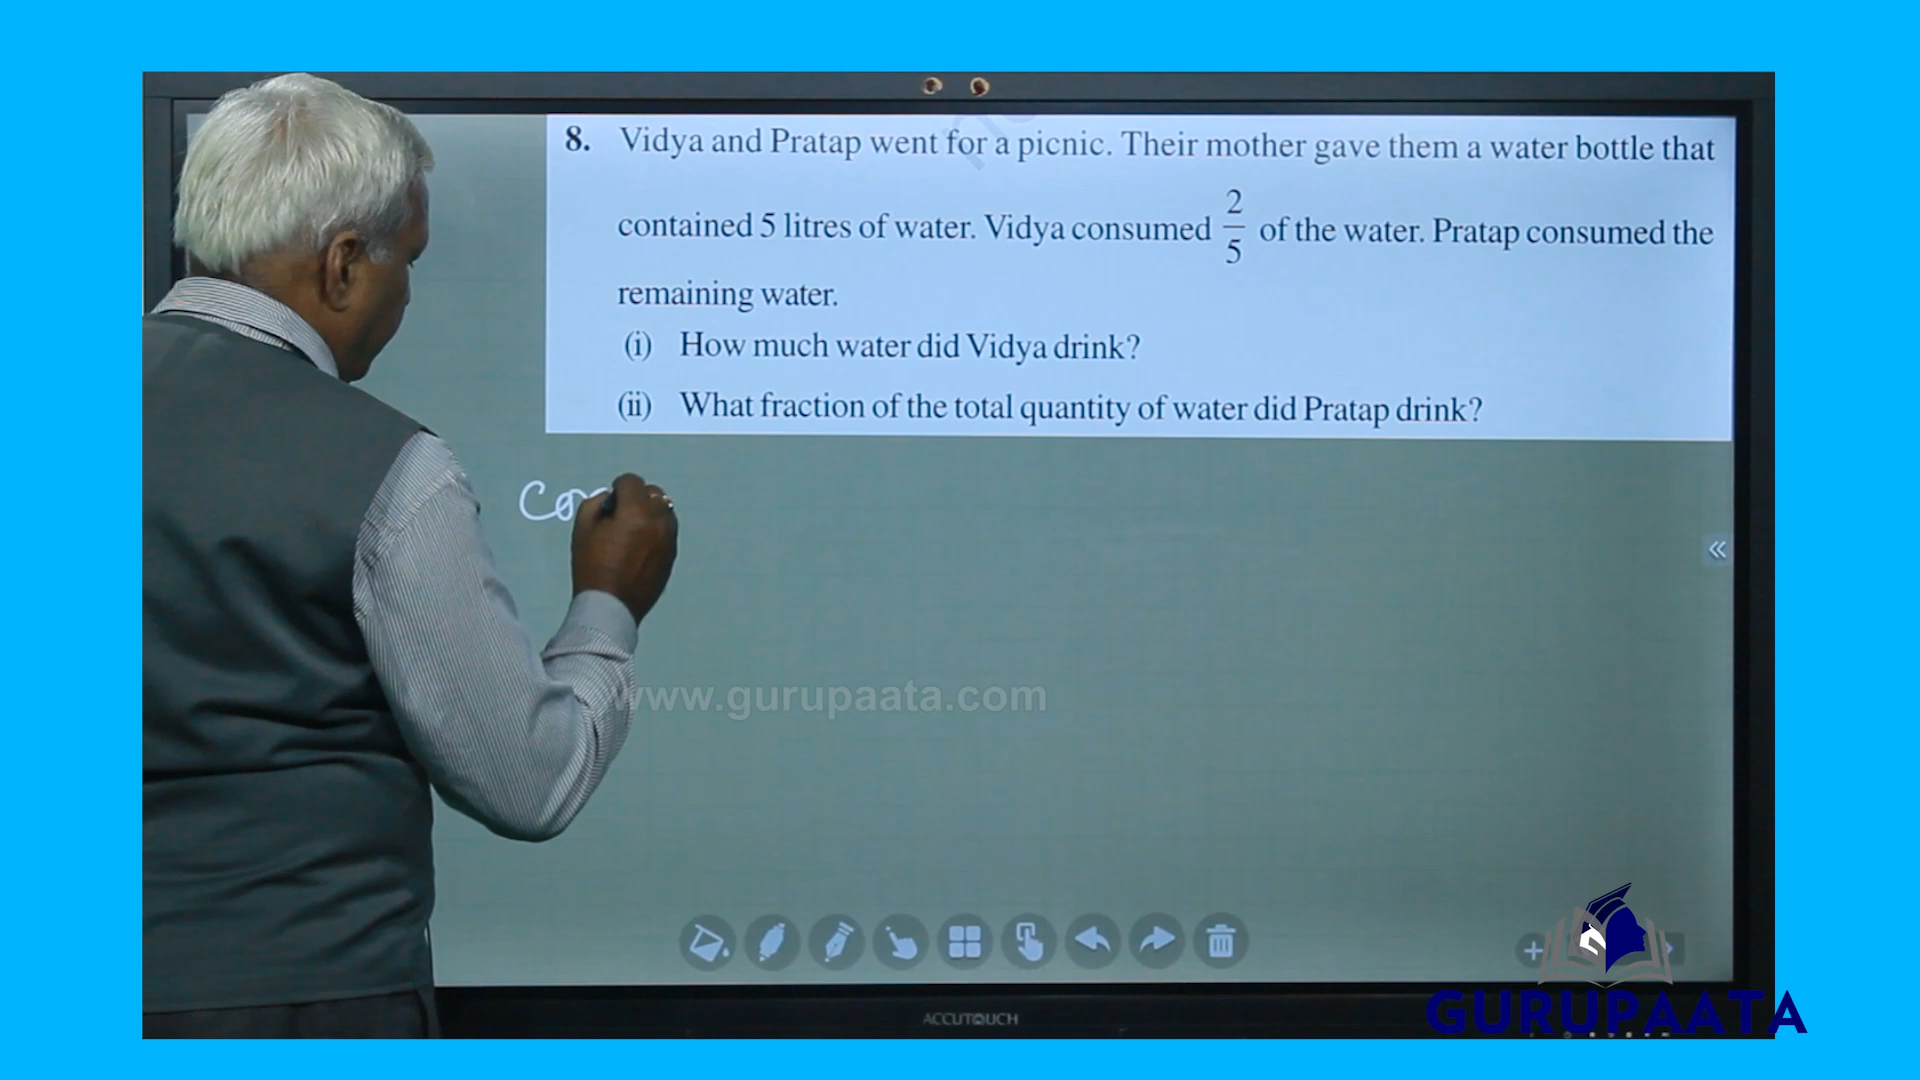 8. Vidya and Pratap went for a picnic. Their mother gave them a water bottle that
contained 5 litres of water. Vidya consumed 2/5 of the water. Pratap consumed the
remaining water.
(i) How much water did Vidya drink?
(ii) What fraction of the total quantity of water did Pratap drink?
www.gurupaata.com
ACCUTOUCH
GURUPAATA